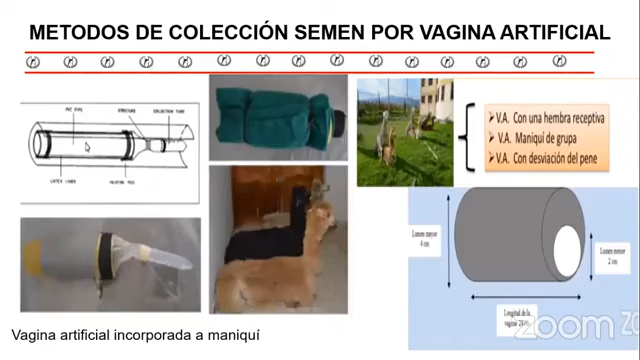 METODOS DE COLECCIÓN SEMEN POR VAGINA ARTIFICIAL
PVC PIPE
STRICTURE
COLLECTION TUBE
LATEX LINER
HEATING PAD
V.A. Con una hembra receptiva
V.A. Maniquí de grupa
V.A. Con desviación del pene
Lumen mayor
4 cm
Lumen menor
2 cm
Longitud de la
vagina
zoom
Vagina artificial incorporada a maniquí